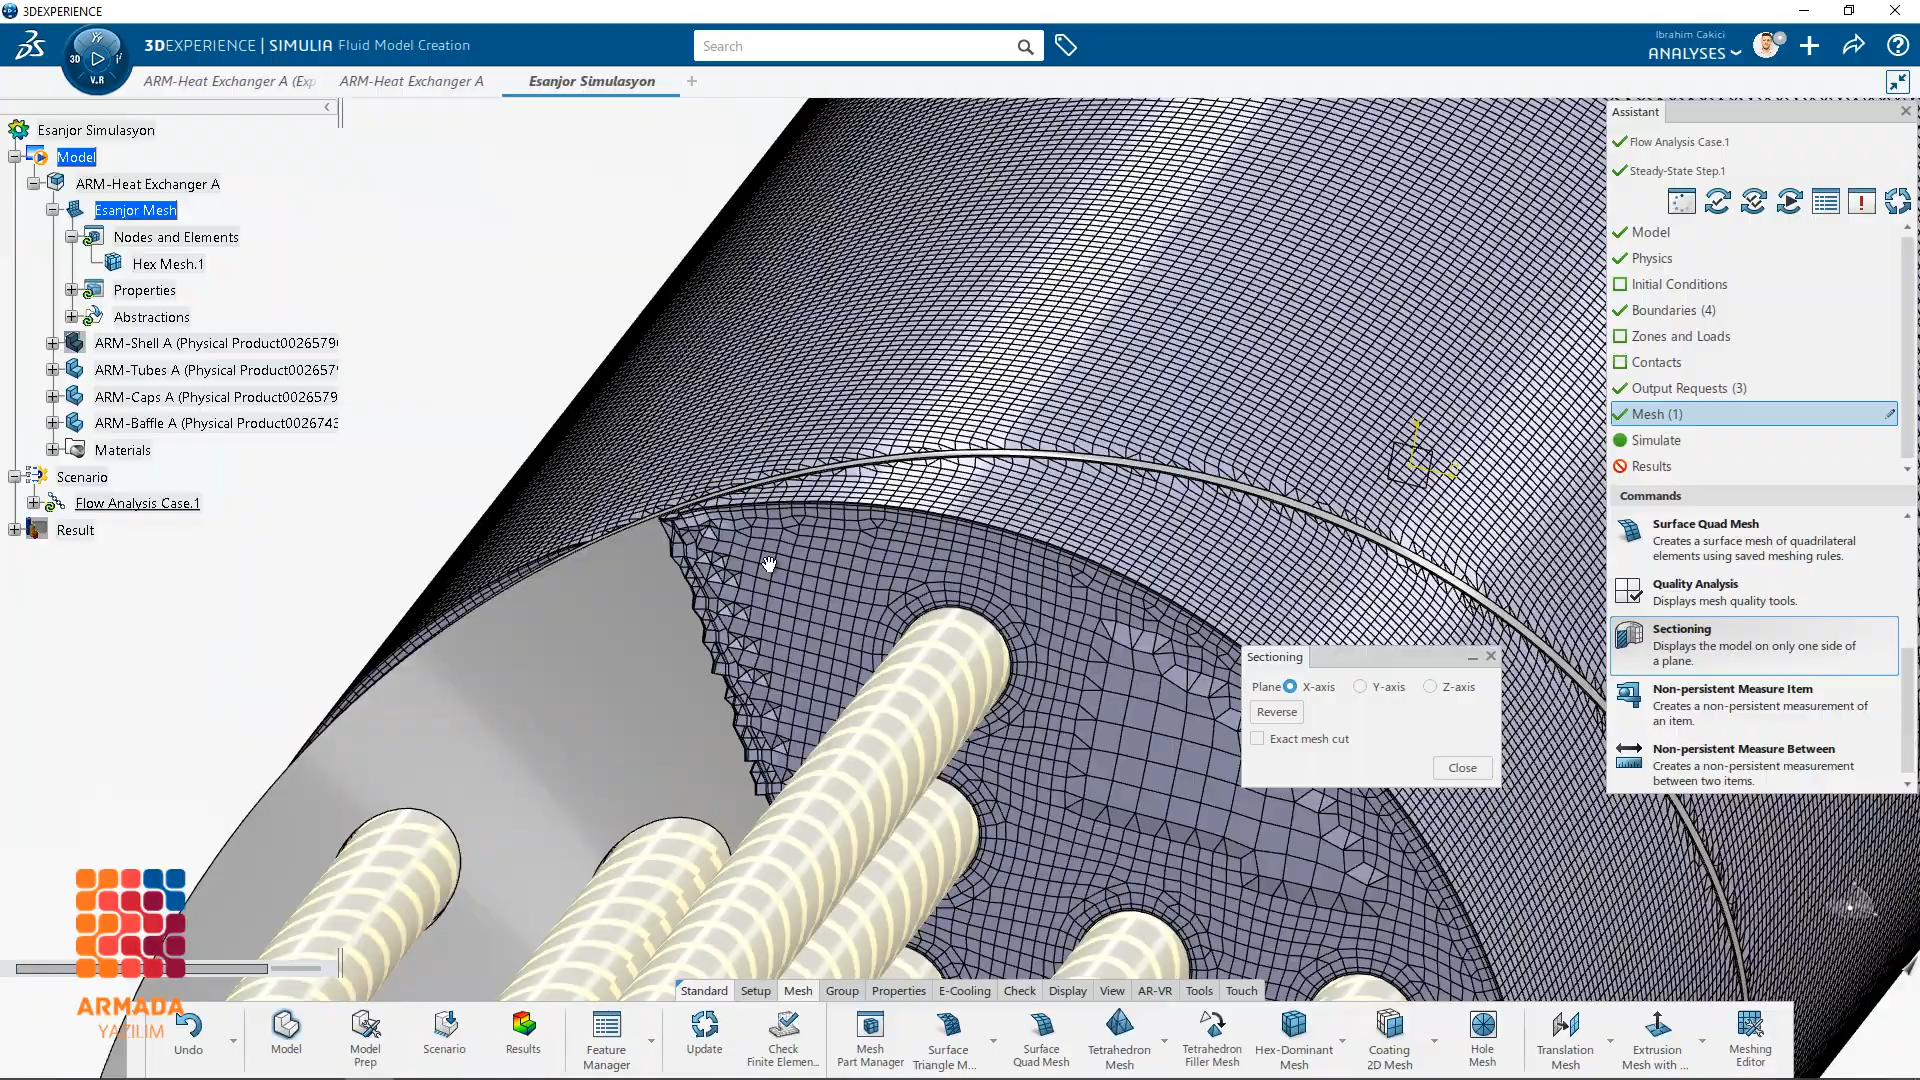 3DEXPERIENCE
3DEXPERIENCE | SIMULIA Fluid Model Creation
3D
V.R
Search
Ibrahim Cakici
ANALYSES
ARM-Heat Exchanger A (Exp
ARM-Heat Exchanger A
Esanjor Simulasyon
Esanjor Simulasyon
Model
ARM-Heat Exchanger A
Esanjor Mesh
Nodes and Elements
Hex Mesh.1
Properties
Abstractions
ARM-Shell A (Physical Product0026579
ARM-Tubes A (Physical Product002657
ARM-Caps A (Physical Product0026579
ARM-Baffle A (Physical Product0026743
Materials
Scenario
Flow Analysis Case.1
Result
Assistant
Flow Analysis Case.1
Steady-State Step.1
Model
Physics
Initial Conditions
Boundaries (4)
Zones and Loads
Contacts
Output Requests (3)
Mesh (1)
Simulate
Results
Commands
Surface Quad Mesh
Creates a surface mesh of quadrilateral
elements using saved meshing rules.
Quality Analysis
Displays mesh quality tools.
Sectioning
Displays the model on only one side of
a plane.
Non-persistent Measure Item
Creates a non-persistent measurement of
an item.
Non-persistent Measure Between
Creates a non-persistent measurement
between two items.
Sectioning
Plane X-axis Y-axis Z-axis
Reverse
Exact mesh cut
Close
ARMADA
YAZILIM
Standard Setup Mesh Group Properties E-Cooling Check Display View AR-VR Tools Touch
Undo
Model
Model
Prep
Scenario
Results
Feature
Manager
Update
Check
Finite Elemen...
Mesh
Part Manager
Surface
Triangle M...
Surface
Quad Mesh
Tetrahedron
Mesh
Tetrahedron
Filler Mesh
Hex-Dominant
Mesh
Coating
2D Mesh
Hole
Mesh
Translation
Mesh
Extrusion
Mesh with ...
Meshing
Editor